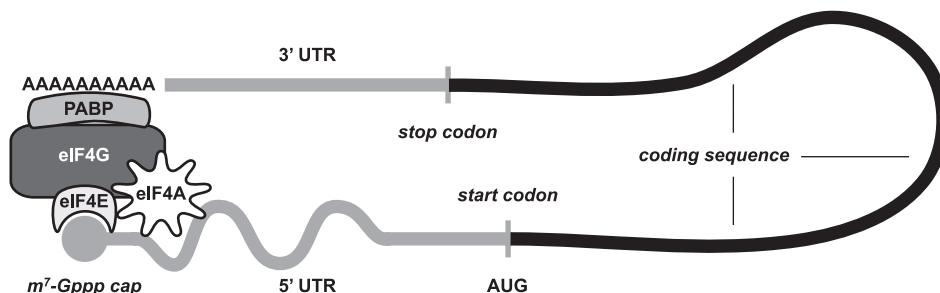 3’ UTR
AAAAAAAAAA
PABP
stop codon
eIF4G
coding sequence
eIF4E
eIF4A
start codon
m⁷-Gppp cap
5’ UTR
AUG